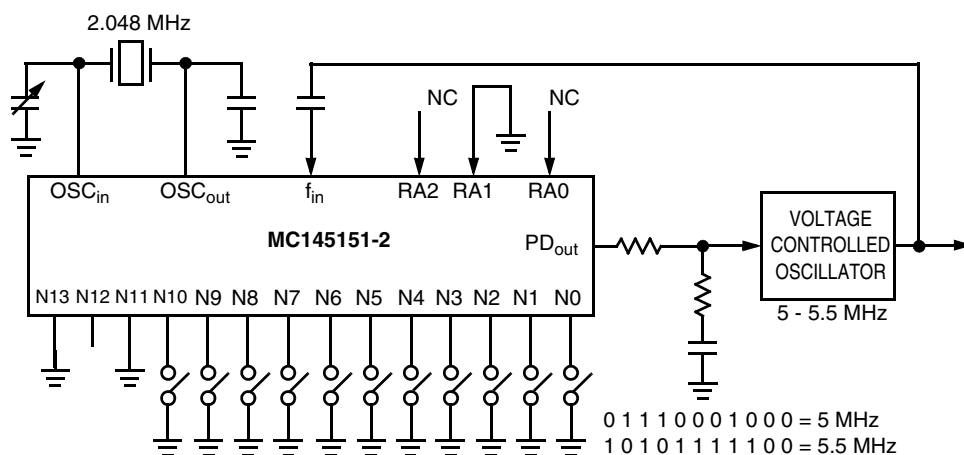 2.048 MHz
NC
NC
OSCin
OSCout
fin
RA2
RA1
RA0
MC145151-2
PDout
VOLTAGE
CONTROLLED
OSCILLATOR
5 - 5.5 MHz
N13 N12 N11 N10 N9 N8 N7 N6 N5 N4 N3 N2 N1 N0
0 1 1 1 0 0 0 1 0 0 0 = 5 MHz
1 0 1 0 1 1 1 1 1 0 0 = 5.5 MHz